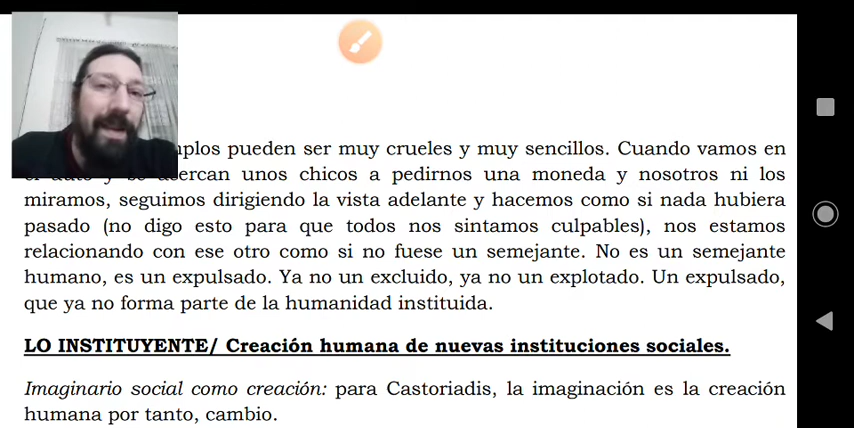 pueden ser muy crueles y muy sencillos. Cuando vamos en
unos chicos a pedirnos una moneda y nosotros ni los
miramos, seguimos dirigiendo la vista adelante y hacemos como si nada hubiera
pasado (no digo esto para que todos nos sintamos culpables), nos estamos
relacionando con ese otro como si no fuese un semejante. No es un semejante
humano, es un expulsado. Ya no un excluido, ya no un explotado. Un expulsado,
que ya no forma parte de la humanidad instituida.
LO INSTITUYENTE/ Creación humana de nuevas instituciones sociales.
Imaginario social como creación: para Castoriadis, la imaginación es la creación
humana por tanto, cambio.